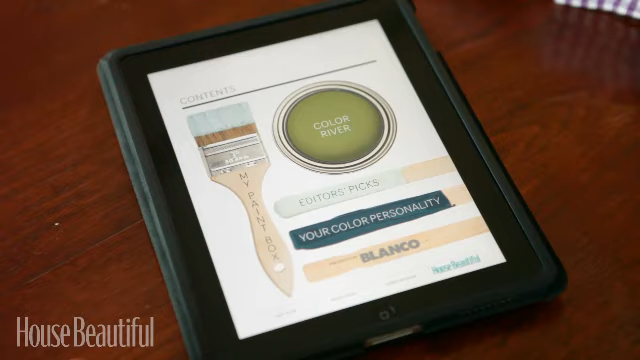 CONTENTS
COLOR
RIVER
MY PAINT BOX
EDITORS' PICKS
YOUR COLOR PERSONALITY
BLANCO
House Beautiful
House Beautiful